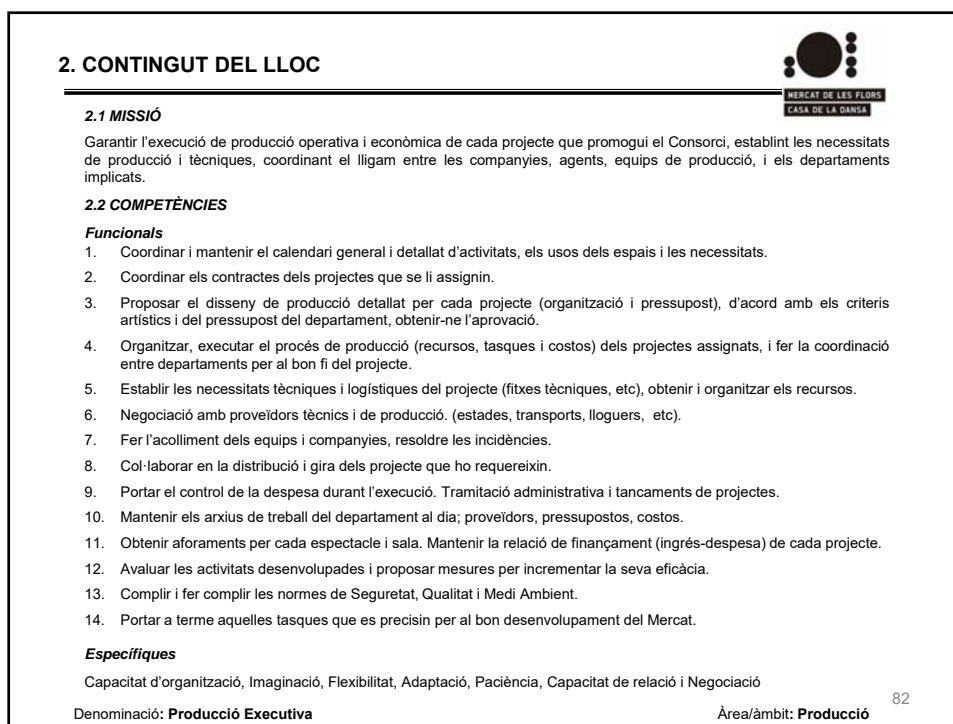 2. CONTINGUT DEL LLOC
MERCAT DE LES FLORS
CASA DE LA DANSA
2.1 MISSIÓ
Garantir l'execució de producció operativa i econòmica de cada projecte que promogui el Consorci, establint les necessitats
de producció i tècniques, coordinant el lligam entre les companyies, agents, equips de producció, i els departaments
implicats.
2.2 COMPETÈNCIES
Funcionals
1. Coordinar i mantenir el calendari general i detallat d'activitats, els usos dels espais i les necessitats.
2. Coordinar els contractes dels projectes que se li assignin.
3. Proposar el disseny de producció detallat per cada projecte (organització i pressupost), d'acord amb els criteris
artístics i del pressupost del departament, obtenir-ne l'aprovació.
4. Organitzar, executar el procés de producció (recursos, tasques i costos) dels projectes assignats, i fer la coordinació
entre departaments per al bon fi del projecte.
5. Establir les necessitats tècniques i logístiques del projecte (fitxes tècniques, etc), obtenir i organitzar els recursos.
6. Negociació amb proveïdors tècnics i de producció. (estades, transports, lloguers, etc).
7. Fer l'acolliment dels equips i companyies, resoldre les incidències.
8. Col·laborar en la distribució i gira dels projecte que ho requereixin.
9. Portar el control de la despesa durant l'execució. Tramitació administrativa i tancaments de projectes.
10. Mantenir els arxius de treball del departament al dia; proveïdors, pressupostos, costos.
11. Obtenir aforaments per cada espectacle i sala. Mantenir la relació de finançament (ingrés-despesa) de cada projecte.
12. Avaluar les activitats desenvolupades i proposar mesures per incrementar la seva eficàcia.
13. Complir i fer complir les normes de Seguretat, Qualitat i Medi Ambient.
14. Portar a terme aquelles tasques que es precisin per al bon desenvolupament del Mercat.
Específiques
Capacitat d'organització, Imaginació, Flexibilitat, Adaptació, Paciència, Capacitat de relació i Negociació
82
Denominació: Producció Executiva Àrea/àmbit: Producció